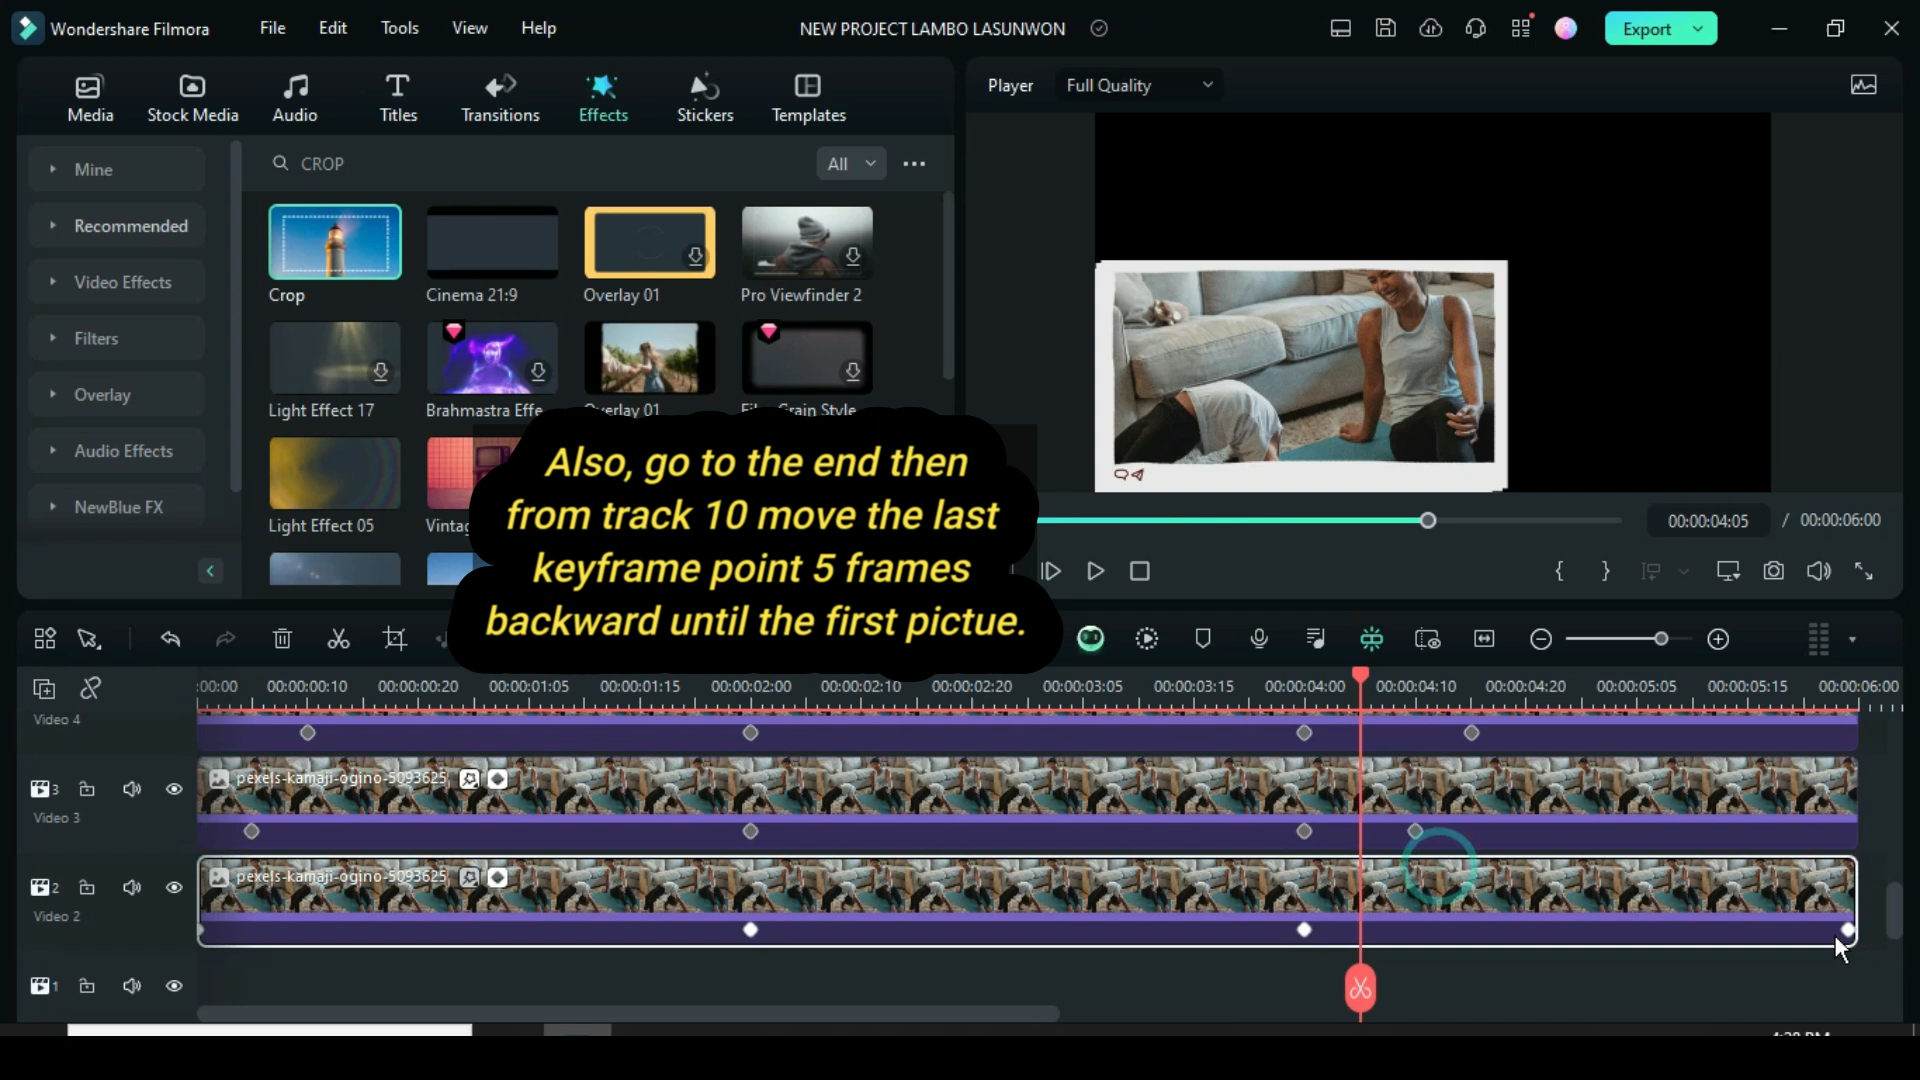 Wondershare Filmora
File
Edit
Tools
View
Help
NEW PROJECT LAMBO LASUNWON
Export
Media
Stock Media
Audio
Titles
Transitions
Effects
Stickers
Templates
Player
Full Quality
Mine
Recommended
Video Effects
Filters
Overlay
Audio Effects
NewBlue FX
CROP
All
Crop
Cinema 21:9
Overlay 01
Pro Viewfinder 2
Light Effect 17
Brahmastra Effe
Overlay 01
Grain Style
Light Effect 05
Also, go to the end then
from track 10 move the last
keyframe point 5 frames
backward until the first pictue.
00:00:04:05 / 00:00:06:00
:00:00
00:00:00:10
00:00:00:20
00:00:01:05
00:00:01:15
00:00:02:00
00:00:02:10
00:00:02:20
00:00:03:05
00:00:03:15
00:00:04:00
00:00:04:10
00:00:04:20
00:00:05:05
00:00:05:15
00:00:06:00
Video 4
3
Video 3
pexels-kamaji-ogino-5093625
2
Video 2
pexels-kamaji-ogino-5093625
1